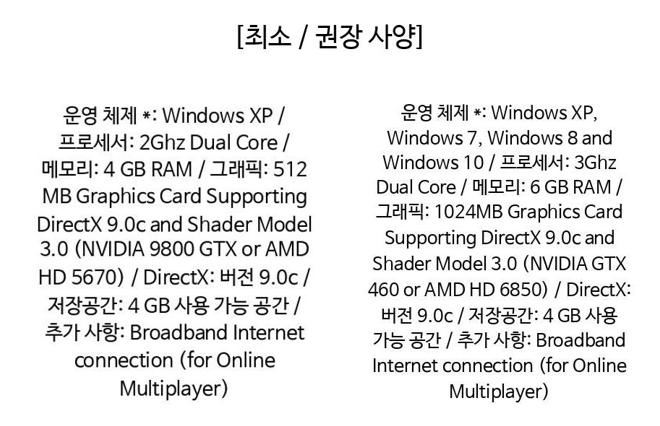 [최소 / 권장 사양]
운영 체제 *: Windows XP /
프로세서: 2Ghz Dual Core /
메모리: 4 GB RAM / 그래픽: 512
MB Graphics Card Supporting
DirectX 9.0c and Shader Model
3.0 (NVIDIA 9800 GTX or AMD
HD 5670) / DirectX: 버전 9.0c /
저장공간: 4 GB 사용 가능 공간 /
추가 사항: Broadband Internet
connection (for Online
Multiplayer)
운영 체제 *: Windows XP,
Windows 7, Windows 8 and
Windows 10 / 프로세서: 3Ghz
Dual Core / 메모리: 6 GB RAM /
그래픽: 1024MB Graphics Card
Supporting DirectX 9.0c and
Shader Model 3.0 (NVIDIA GTX
460 or AMD HD 6850) / DirectX:
버전 9.0c / 저장공간: 4 GB 사용
가능 공간 / 추가 사항: Broadband
Internet connection (for Online
Multiplayer)